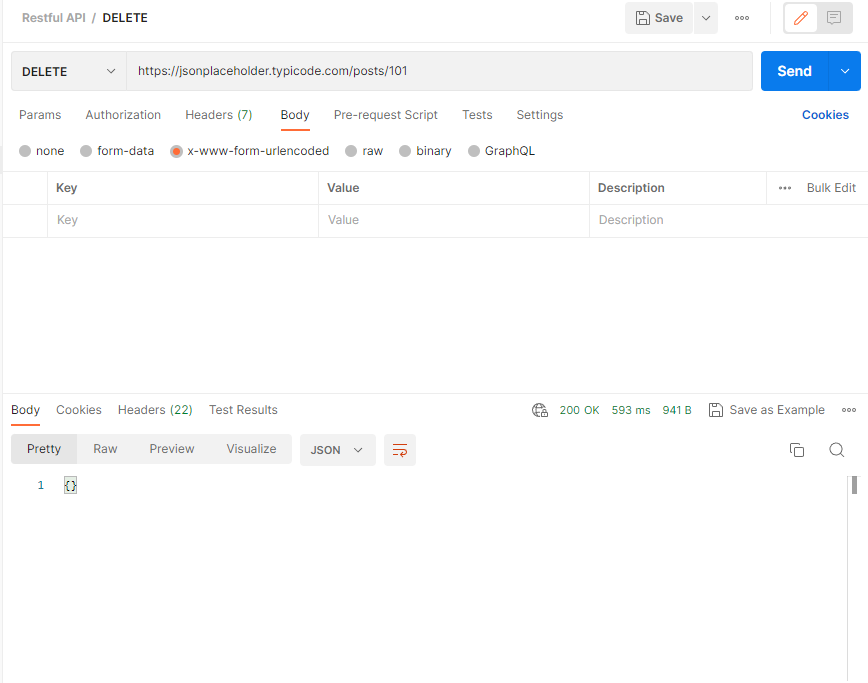 Restful API / DELETE Save
DELETE https://jsonplaceholder.typicode.com/posts/101 Send
Params Authorization Headers (7) Body Pre-request Script Tests Settings Cookies
none form-data x-www-form-urlencoded raw binary GraphQL
Key Value Description Bulk Edit
Key Value Description
Body Cookies Headers (22) Test Results 200 OK 593 ms 941 B Save as Example
Pretty Raw Preview Visualize JSON
1 {}